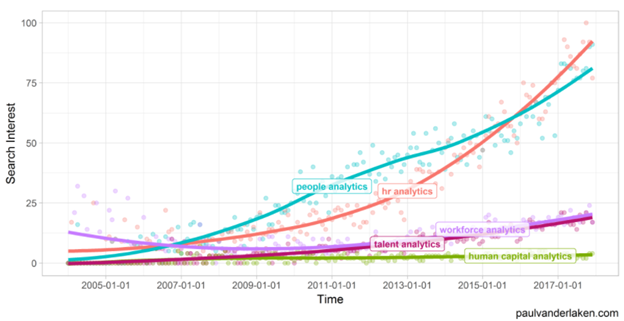 100
75
50
25
0
Search Interest
people analytics
hr analytics
workforce analytics
talent analytics
human capital analytics
2005-01-01
2007-01-01
2009-01-01
2011-01-01
2013-01-01
2015-01-01
2017-01-01
Time
paulvanderlaken.com